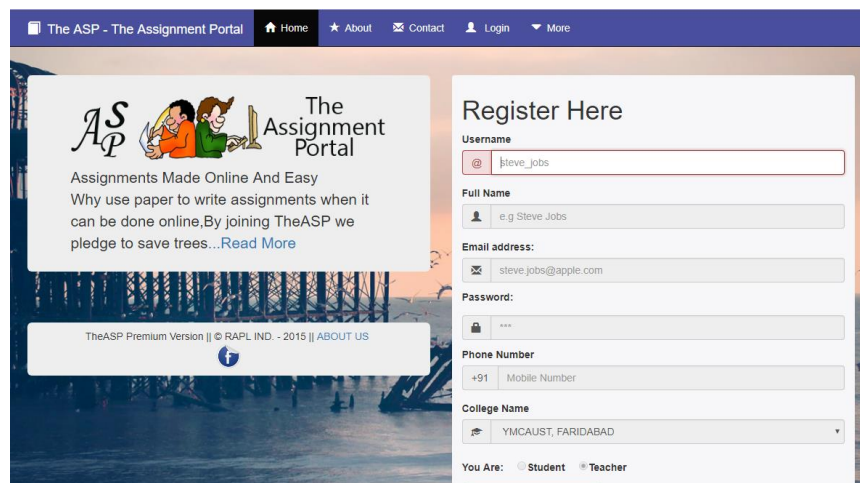 The ASP - The Assignment Portal Home About Contact Login More
ASP
The
Assignment
Portal
Assignments Made Online And Easy
Why use paper to write assignments when it
can be done online,By joining TheASP we
pledge to save trees...Read More
TheASP Premium Version || © RAPL IND. - 2015 || ABOUT US
f
Register Here
Username
@ steve_jobs
Full Name
e.g Steve Jobs
Email address:
steve.jobs@apple.com
Password:
***
Phone Number
+91 Mobile Number
College Name
YMCAUST, FARIDABAD
You Are: Student Teacher